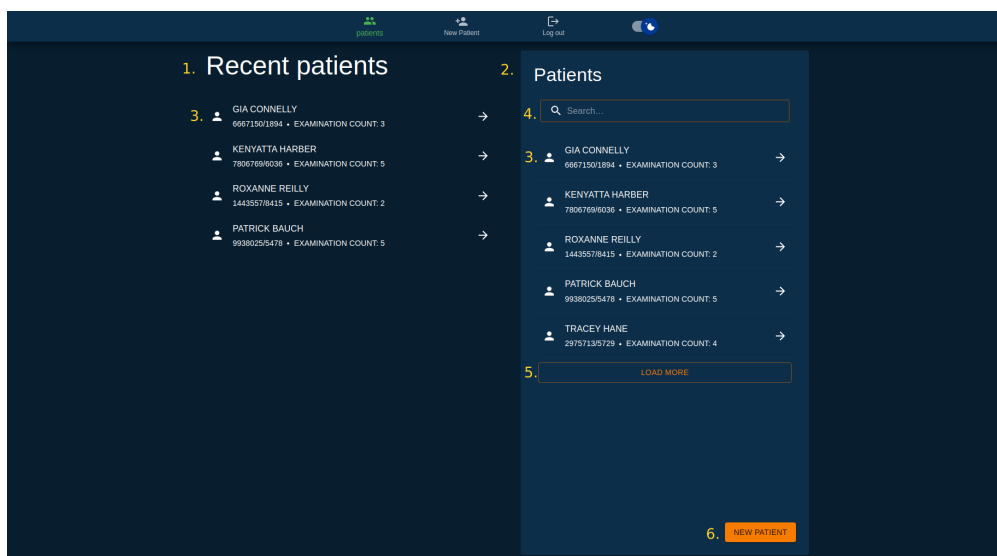 patients
New Patient
Log out
1. Recent patients
3. GIA CONNELLY
6667150/1894 • EXAMINATION COUNT: 3
KENYATTA HARBER
7806769/6036 • EXAMINATION COUNT: 5
ROXANNE REILLY
1443557/8415 • EXAMINATION COUNT: 2
PATRICK BAUCH
9938025/5478 • EXAMINATION COUNT: 5
2. Patients
4. Search...
3. GIA CONNELLY
6667150/1894 • EXAMINATION COUNT: 3
KENYATTA HARBER
7806769/6036 • EXAMINATION COUNT: 5
ROXANNE REILLY
1443557/8415 • EXAMINATION COUNT: 2
PATRICK BAUCH
9938025/5478 • EXAMINATION COUNT: 5
TRACEY HANE
2975713/5729 • EXAMINATION COUNT: 4
5. LOAD MORE
6. NEW PATIENT